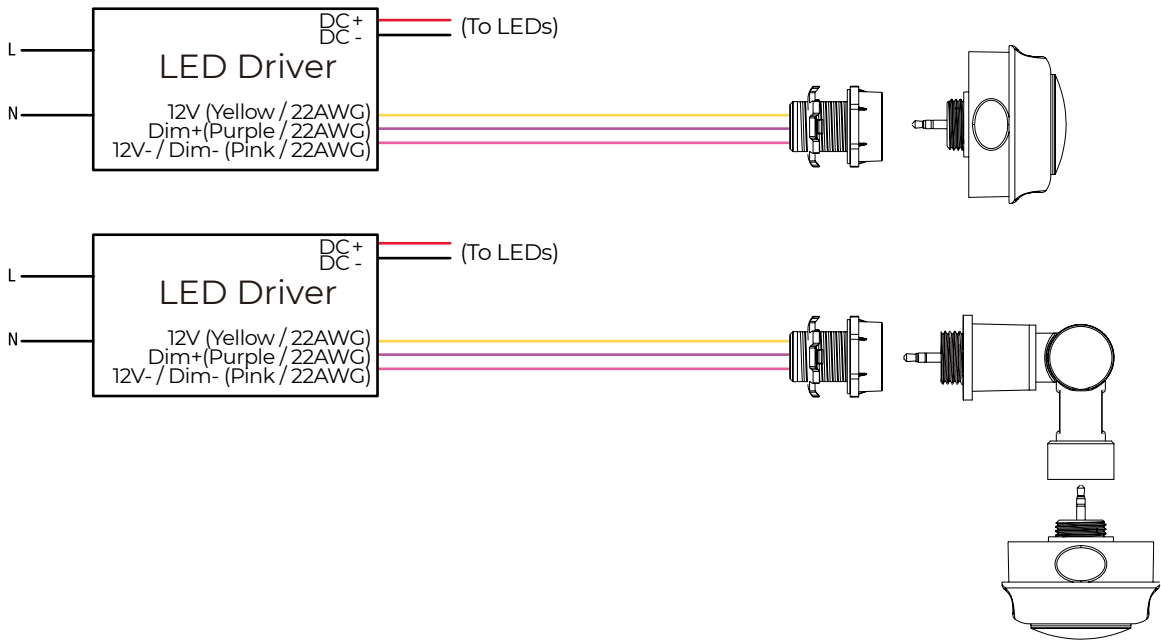 DC+
(To LEDs)
DC -
L
LED Driver
N
12V (Yellow / 22AWG)
Dim+(Purple / 22AWG)
12V- / Dim- (Pink / 22AWG)
DC+
(To LEDs)
DC -
L
LED Driver
N
12V (Yellow / 22AWG)
Dim+(Purple / 22AWG)
12V- / Dim- (Pink / 22AWG)